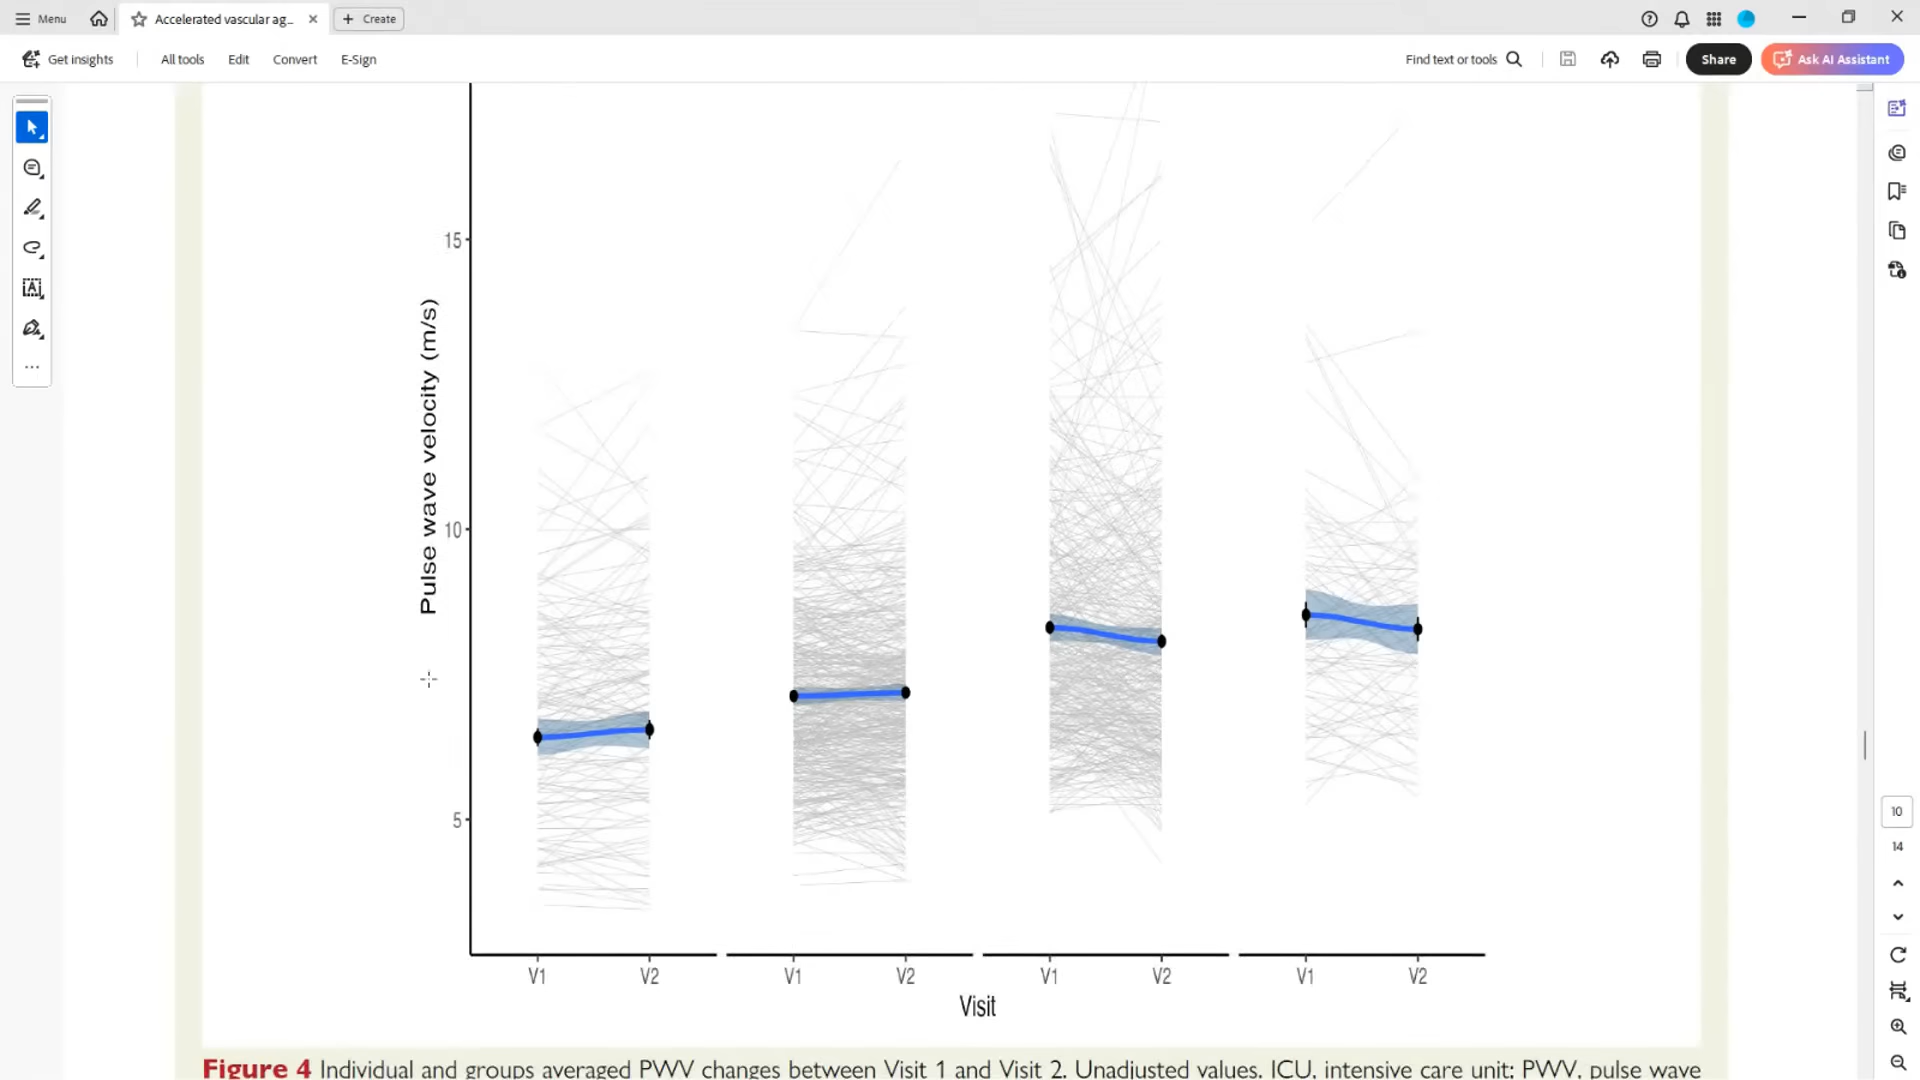 Menu
Accelerated vascular ag...
Create
Get insights
All tools
Edit
Convert
E-Sign
Find text or tools
Share
Ask AI Assistant
15
10
5
Pulse wave velocity (m/s)
V1 V2 V1 V2 V1 V2 V1 V2
Visit
Figure 4 Individual and groups averaged PWV changes between Visit 1 and Visit 2. Unadjusted values. ICU, intensive care unit; PWV, pulse wave
10
14